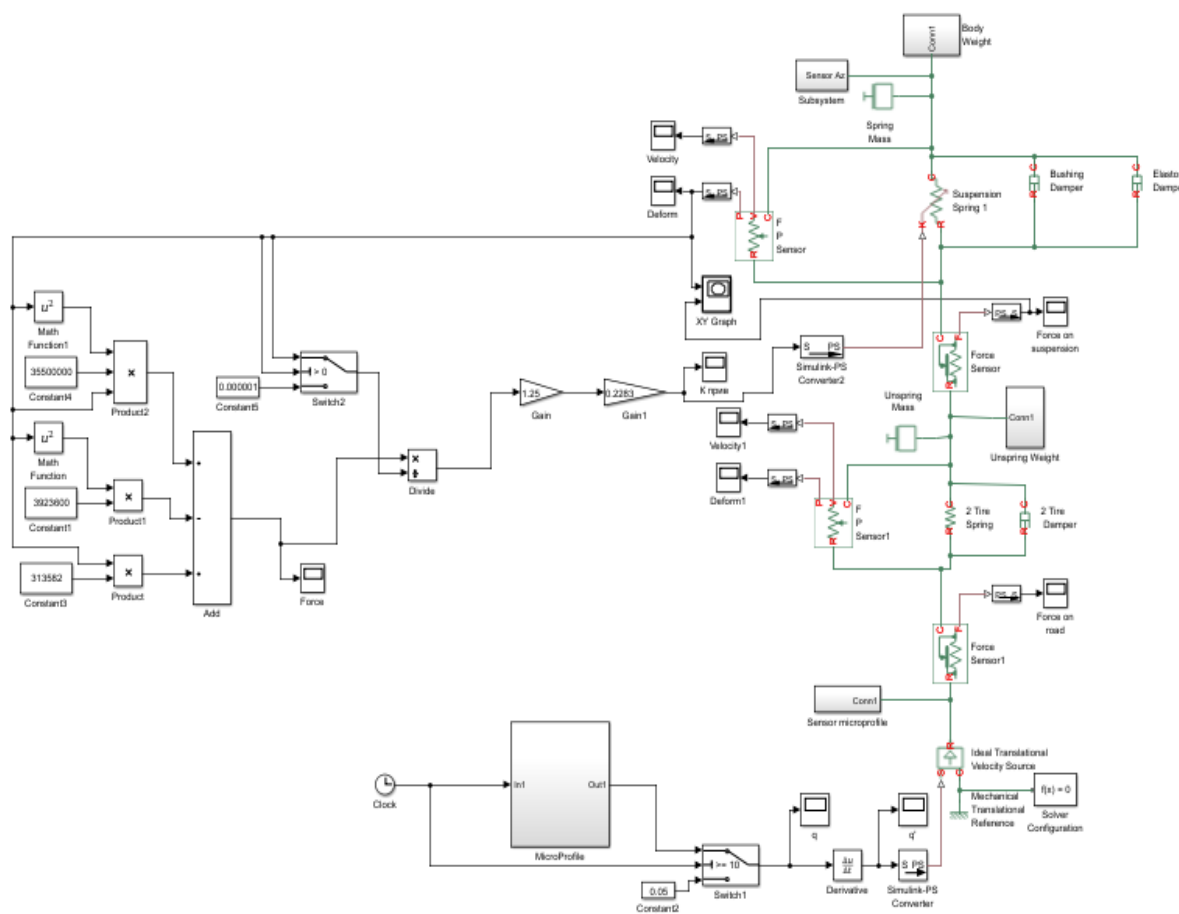 Conn1
Body
Weight
Sensor Az
Subsystem
Spring
Mass
Velocity
Deform
P
V
C
R
F
P
Sensor
C
K
R
Suspension
Spring 1
C
R
Bushing
Damper
C
R
Elasto
Damp
u²
Math
Function1
35500000
Constant4
×
Product2
u²
Math
Function
3923600
Constant1
×
Product1
313582
Constant3
×
Product
+
-
+
Add
Force
0.000001
Constant5
> 0
Switch2
×
÷
Divide
1.25
Gain
0.2263
Gain1
XY Graph
S PS
Simulink-PS
Converter2
PS S
Force on
suspension
C
F
R
Force
Sensor
Unspring
Mass
Conn1
Unspring Weight
Velocity1
Deform1
P
V
C
R
F
P
Sensor1
C
R
2 Tire
Spring
C
R
2 Tire
Damper
PS S
Force on
road
C
F
R
Force
Sensor1
Conn1
Sensor microprofile
R
S
C
Ideal Translational
Velocity Source
Mechanical
Translational
Reference
f(x) = 0
Solver
Configuration
Clock
In1
Out1
MicroProfile
0.05
Constant2
>= 10
Switch1
q
Derivative
q'
S PS
Simulink-PS
Converter